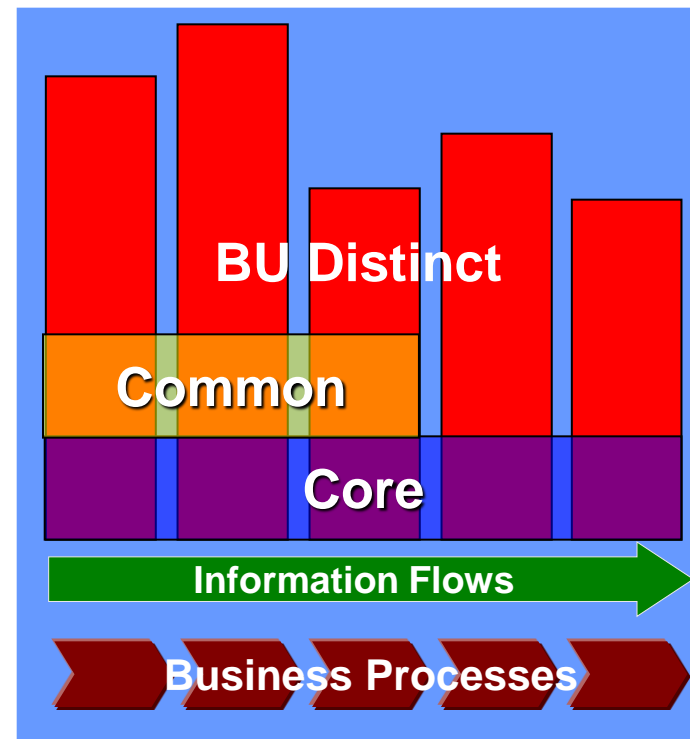 BU Distinct
Common
Core
Information Flows
Business Processes